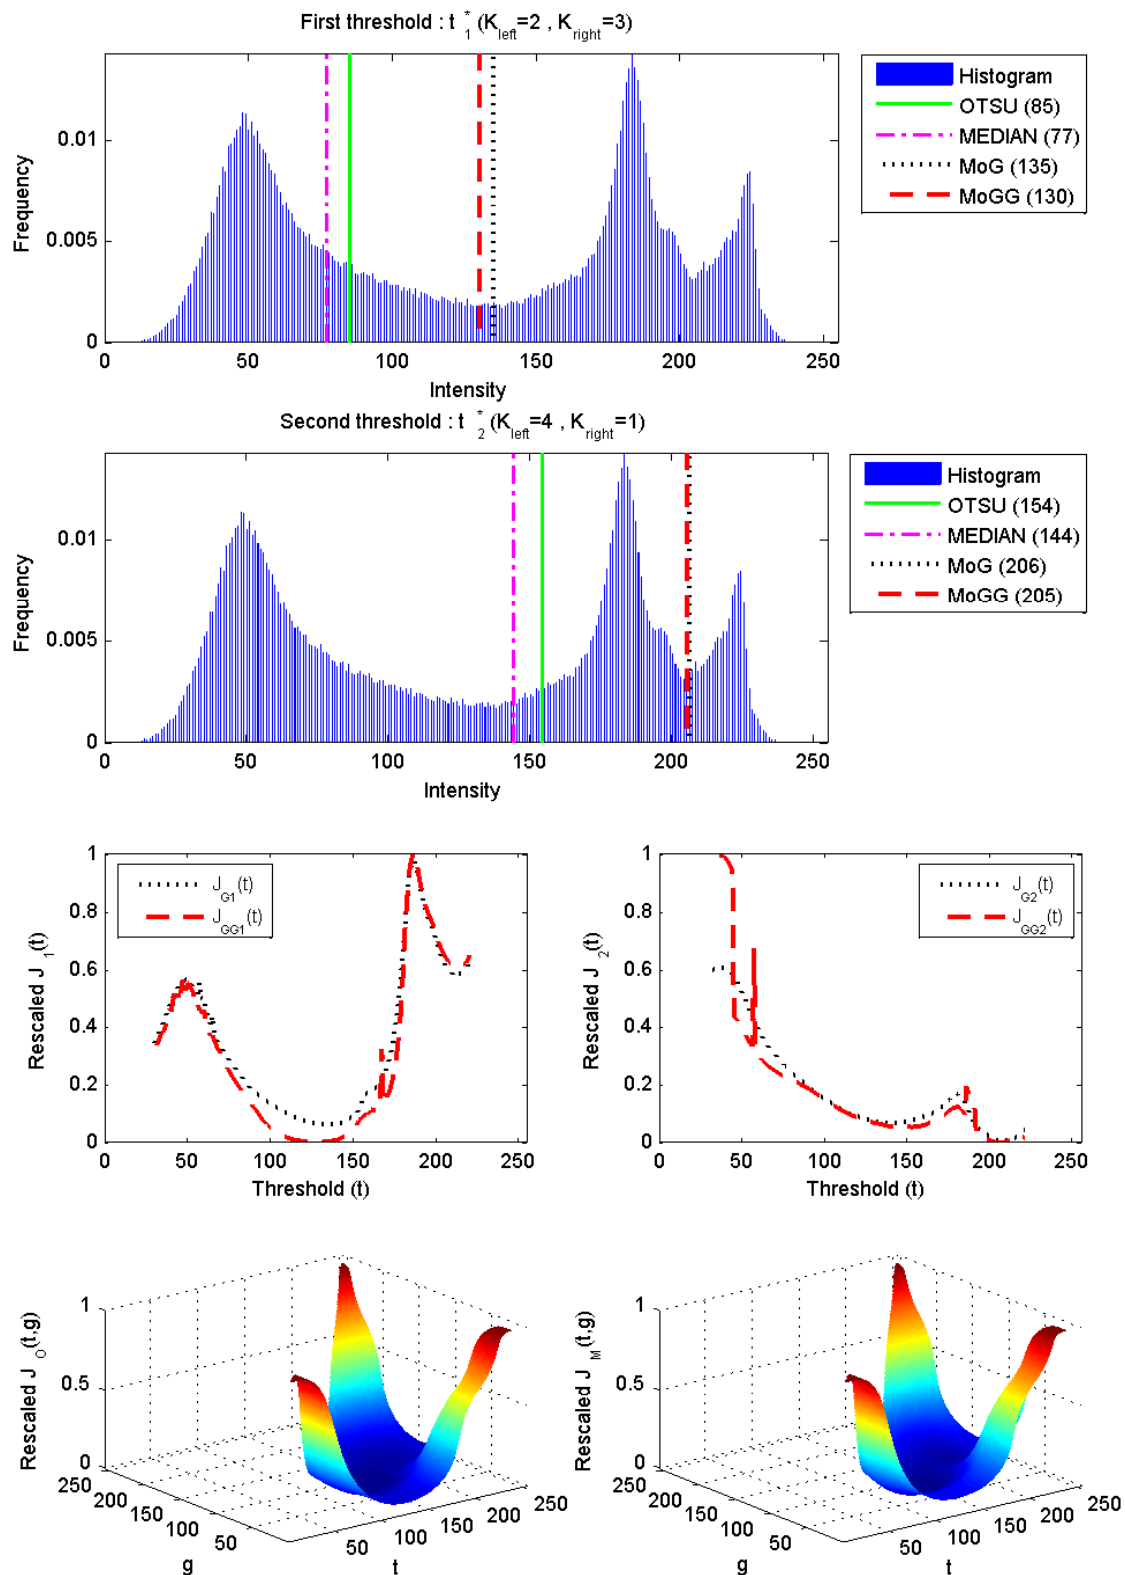 First threshold : t*1 (Kleft=2 , Kright=3)
Frequency
0.01
0.005
0
0 50 100 150 200 250
Intensity
Histogram
OTSU (85)
MEDIAN (77)
MoG (135)
MoGG (130)
Second threshold : t*2 (Kleft=4 , Kright=1)
Frequency
0.01
0.005
0
0 50 100 150 200 250
Intensity
Histogram
OTSU (154)
MEDIAN (144)
MoG (206)
MoGG (205)
Rescaled J1(t)
1
0.8
0.6
0.4
0.2
0
0 50 100 150 200 250
Threshold (t)
JG1(t)
JGG1(t)
Rescaled J2(t)
1
0.8
0.6
0.4
0.2
0
0 50 100 150 200 250
Threshold (t)
JG2(t)
JGG2(t)
Rescaled JO(t,g)
1
0.5
0
250 200 150 100 50
g
50 100 150 200 250
t
Rescaled JM(t,g)
1
0.5
0
250 200 150 100 50
g
50 100 150 200 250
t